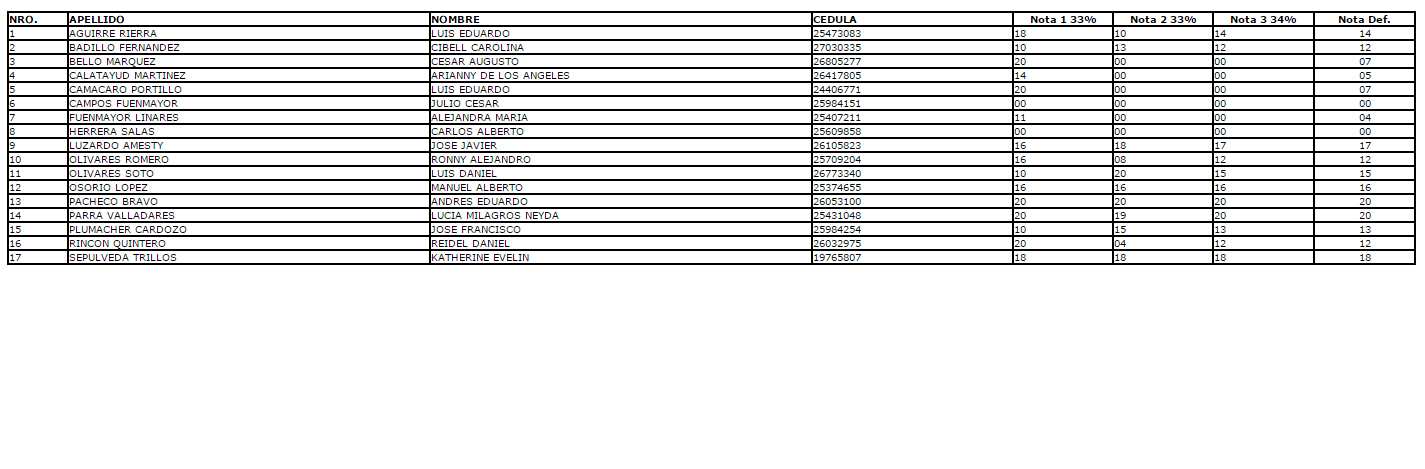 NRO. APELLIDO NOMBRE CEDULA Nota 1 33% Nota 2 33% Nota 3 34% Nota Def.
1 AGUIRRE RIERRA LUIS EDUARDO 25473083 18 10 14 14
2 BADILLO FERNANDEZ CIBELL CAROLINA 27030335 10 13 12 12
3 BELLO MARQUEZ CESAR AUGUSTO 26805277 20 00 00 07
4 CALATAYUD MARTINEZ ARIANNY DE LOS ANGELES 26417805 14 00 00 05
5 CAMACARO PORTILLO LUIS EDUARDO 24406771 20 00 00 07
6 CAMPOS FUENMAYOR JULIO CESAR 25984151 00 00 00 00
7 FUENMAYOR LINARES ALEJANDRA MARIA 25407211 11 00 00 04
8 HERRERA SALAS CARLOS ALBERTO 25609858 00 00 00 00
9 LUZARDO AMESTY JOSE JAVIER 26105823 16 18 17 17
10 OLIVARES ROMERO RONNY ALEJANDRO 25709204 16 08 12 12
11 OLIVARES SOTO LUIS DANIEL 26773340 10 20 15 15
12 OSORIO LOPEZ MANUEL ALBERTO 25374655 16 16 16 16
13 PACHECO BRAVO ANDRES EDUARDO 26053100 20 20 20 20
14 PARRA VALLADARES LUCIA MILAGROS NEYDA 25431048 20 19 20 20
15 PLUMACHER CARDOZO JOSE FRANCISCO 25984254 10 15 13 13
16 RINCON QUINTERO REIDEL DANIEL 26032975 20 04 12 12
17 SEPULVEDA TRILLOS KATHERINE EVELIN 19765807 18 18 18 18